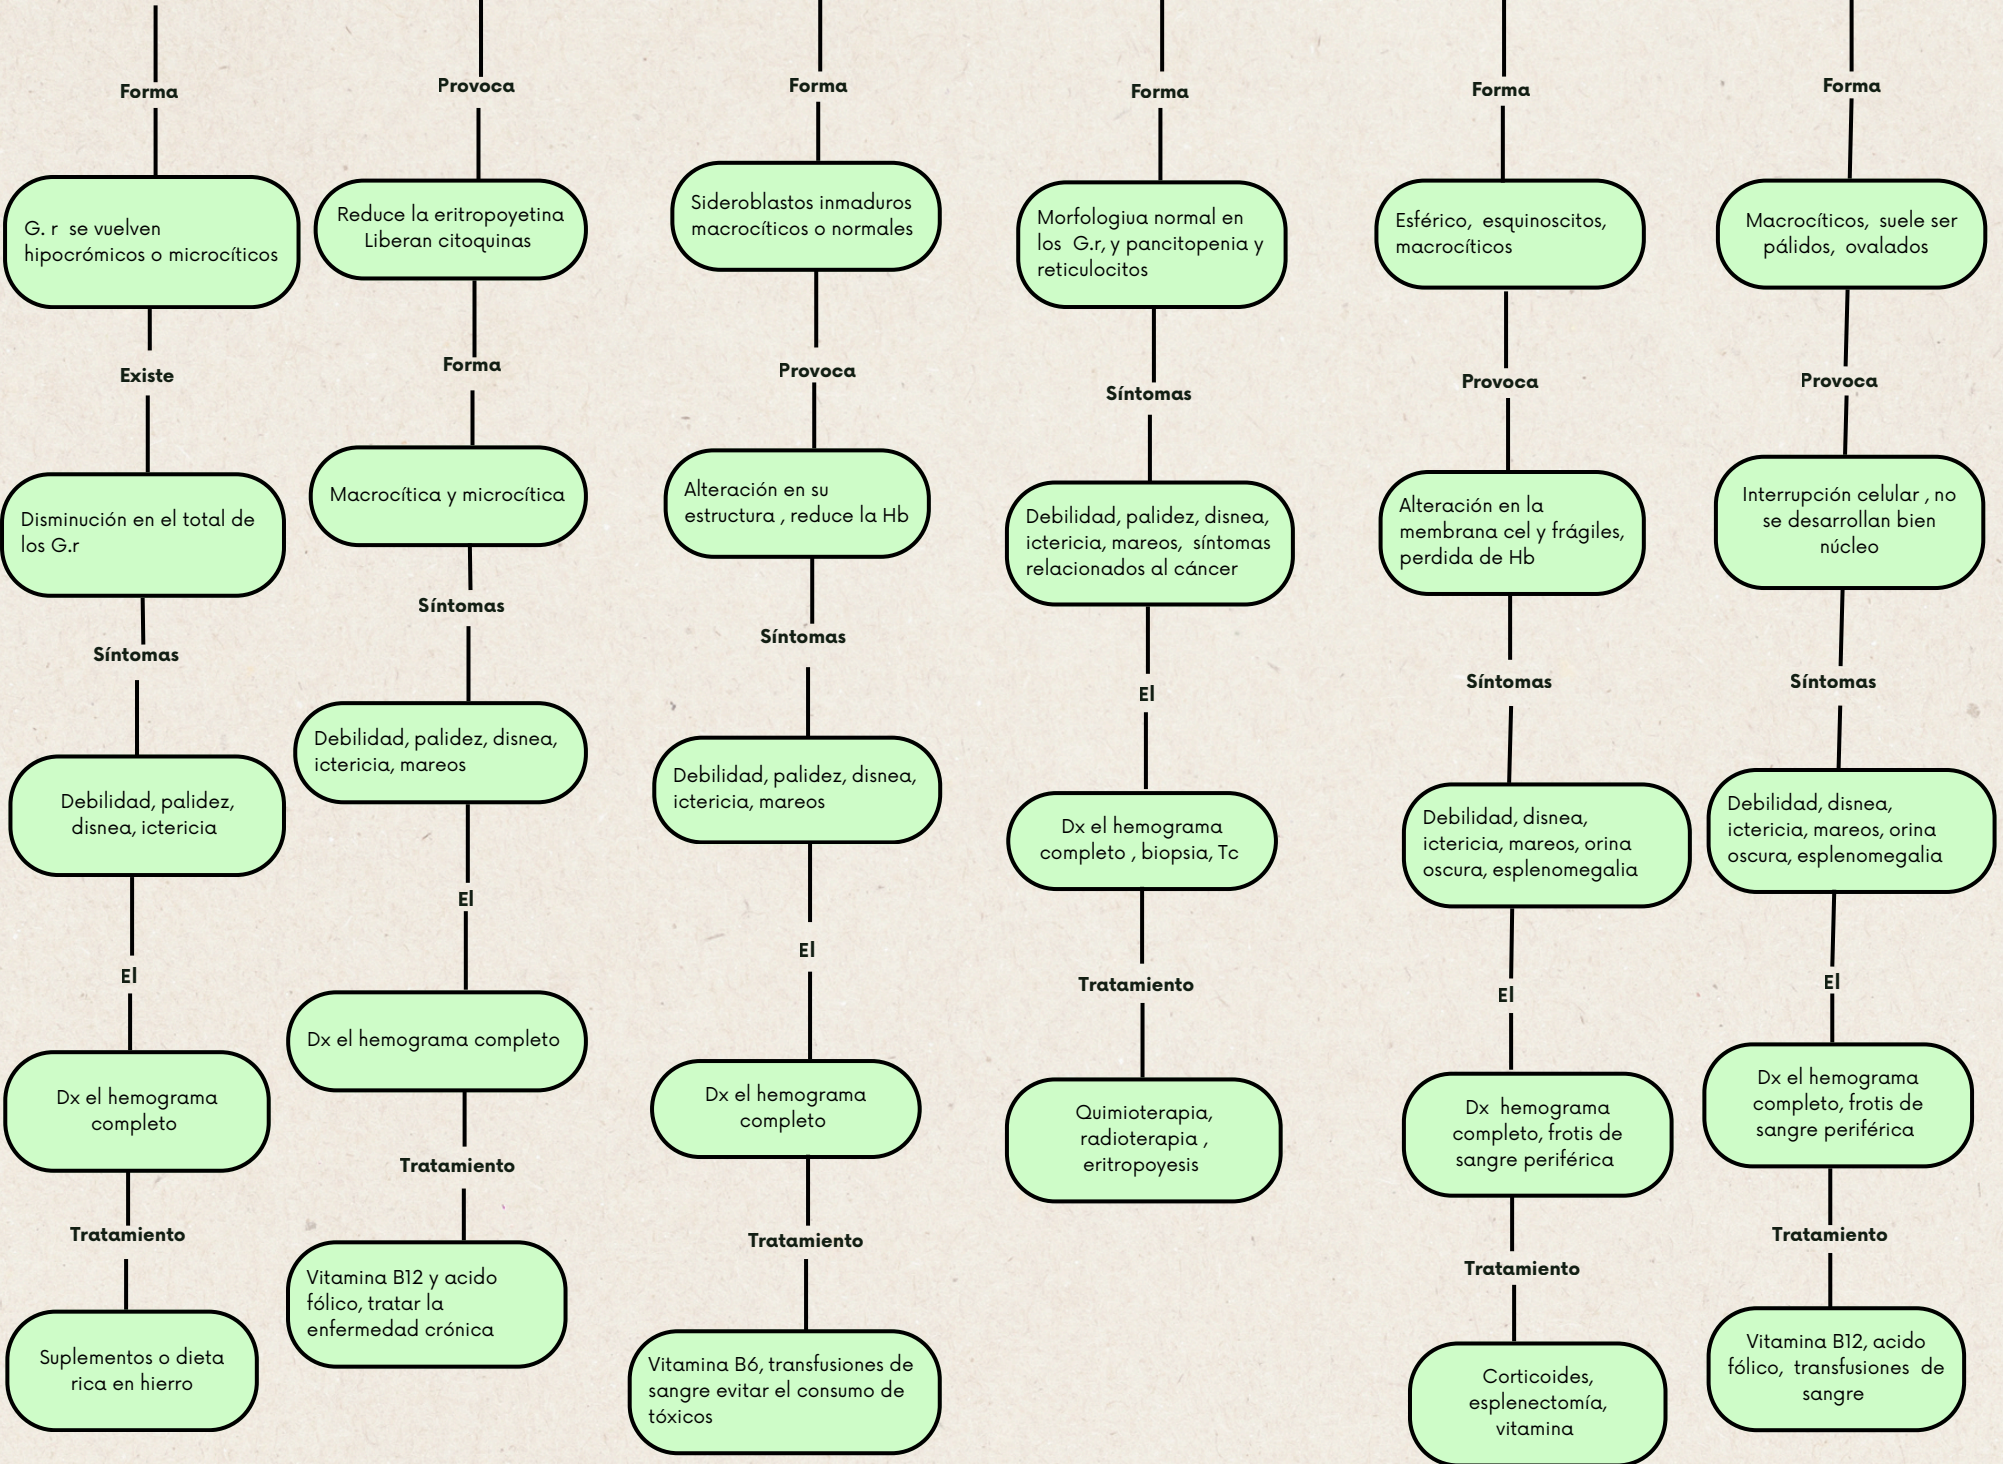 Forma
G. r se vuelven
hipocrómicos o microcíticos
Existe
Disminución en el total de
los G.r
Síntomas
Debilidad, palidez,
disnea, ictericia
El
Dx el hemograma
completo
Tratamiento
Suplementos o dieta
rica en hierro
Provoca
Reduce la eritropoyetina
Liberan citoquinas
Forma
Macrocítica y microcítica
Síntomas
Debilidad, palidez, disnea,
ictericia, mareos
El
Dx el hemograma completo
Tratamiento
Vitamina B12 y acido
fólico, tratar la
enfermedad crónica
Forma
Sideroblastos inmaduros
macrocíticos o normales
Provoca
Alteración en su
estructura , reduce la Hb
Síntomas
Debilidad, palidez, disnea,
ictericia, mareos
El
Dx el hemograma
completo
Tratamiento
Vitamina B6, transfusiones de
sangre evitar el consumo de
tóxicos
Forma
Morfologiua normal en
los G.r, y pancitopenia y
reticulocitos
Síntomas
Debilidad, palidez, disnea,
ictericia, mareos, síntomas
relacionados al cáncer
El
Dx el hemograma
completo , biopsia, Tc
Tratamiento
Quimioterapia,
radioterapia ,
eritropoyesis
Forma
Esférico, esquinoscitos,
macrocíticos
Provoca
Alteración en la
membrana cel y frágiles,
perdida de Hb
Síntomas
Debilidad, disnea,
ictericia, mareos, orina
oscura, esplenomegalia
El
Dx hemograma
completo, frotis de
sangre periférica
Tratamiento
Corticoides,
esplenectomía,
vitamina
Forma
Macrocíticos, suele ser
pálidos, ovalados
Provoca
Interrupción celular , no
se desarrollan bien
núcleo
Síntomas
Debilidad, disnea,
ictericia, mareos, orina
oscura, esplenomegalia
El
Dx el hemograma
completo, frotis de
sangre periférica
Tratamiento
Vitamina B12, acido
fólico, transfusiones de
sangre